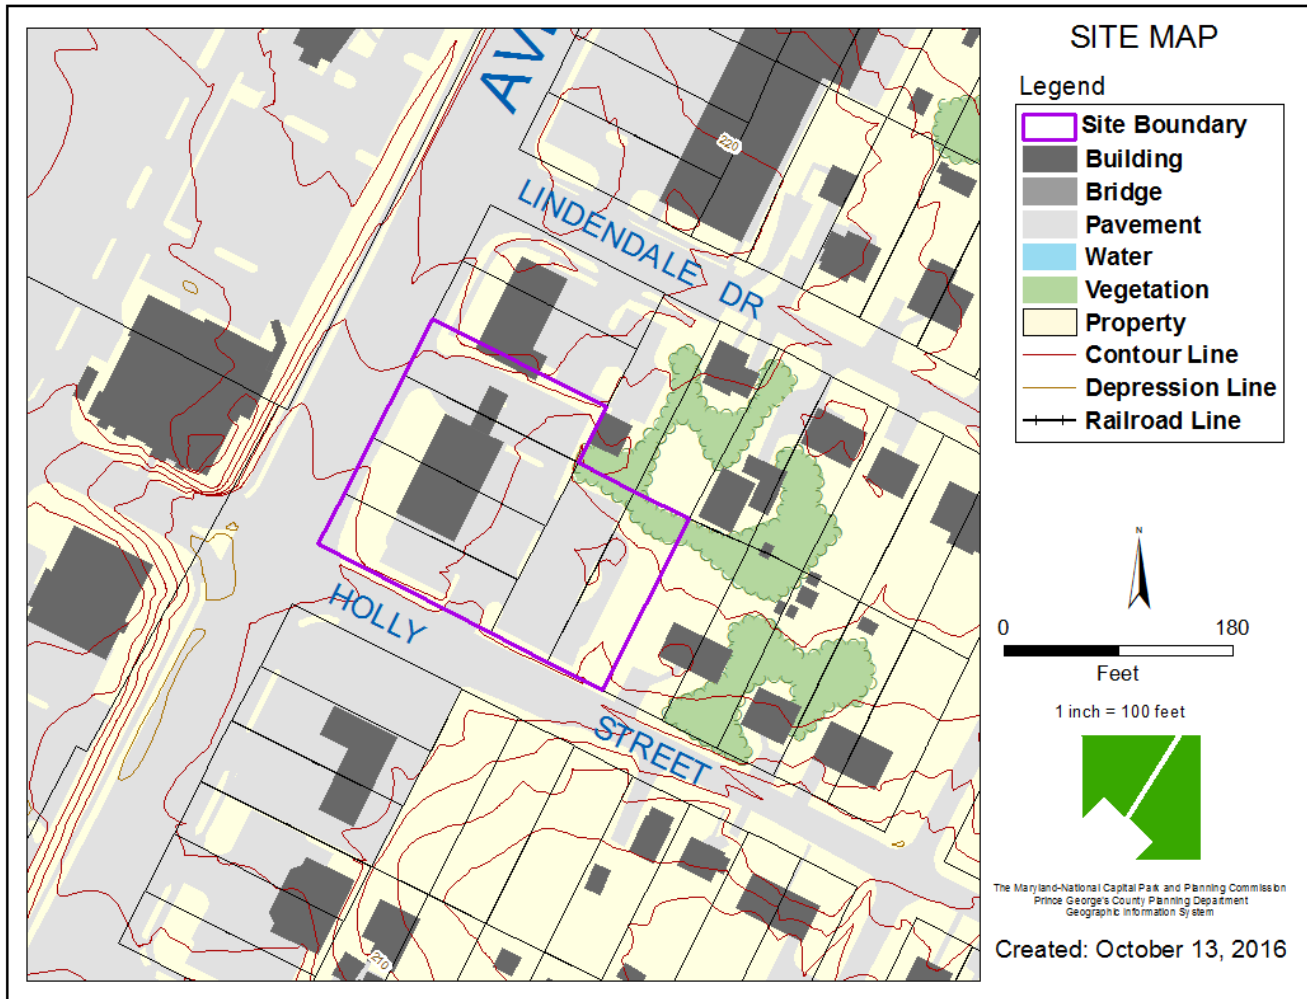 SITE MAP
Legend
Site Boundary
Building
Bridge
Pavement
Water
Vegetation
Property
Contour Line
Depression Line
Railroad Line
AV
220
LINDENDALE DR
HOLLY
STREET
210
N
0 180
Feet
1 inch = 100 feet
The Maryland-National Capital Park and Planning Commission
Prince George's County Planning Department
Geographic Information System
Created: October 13, 2016